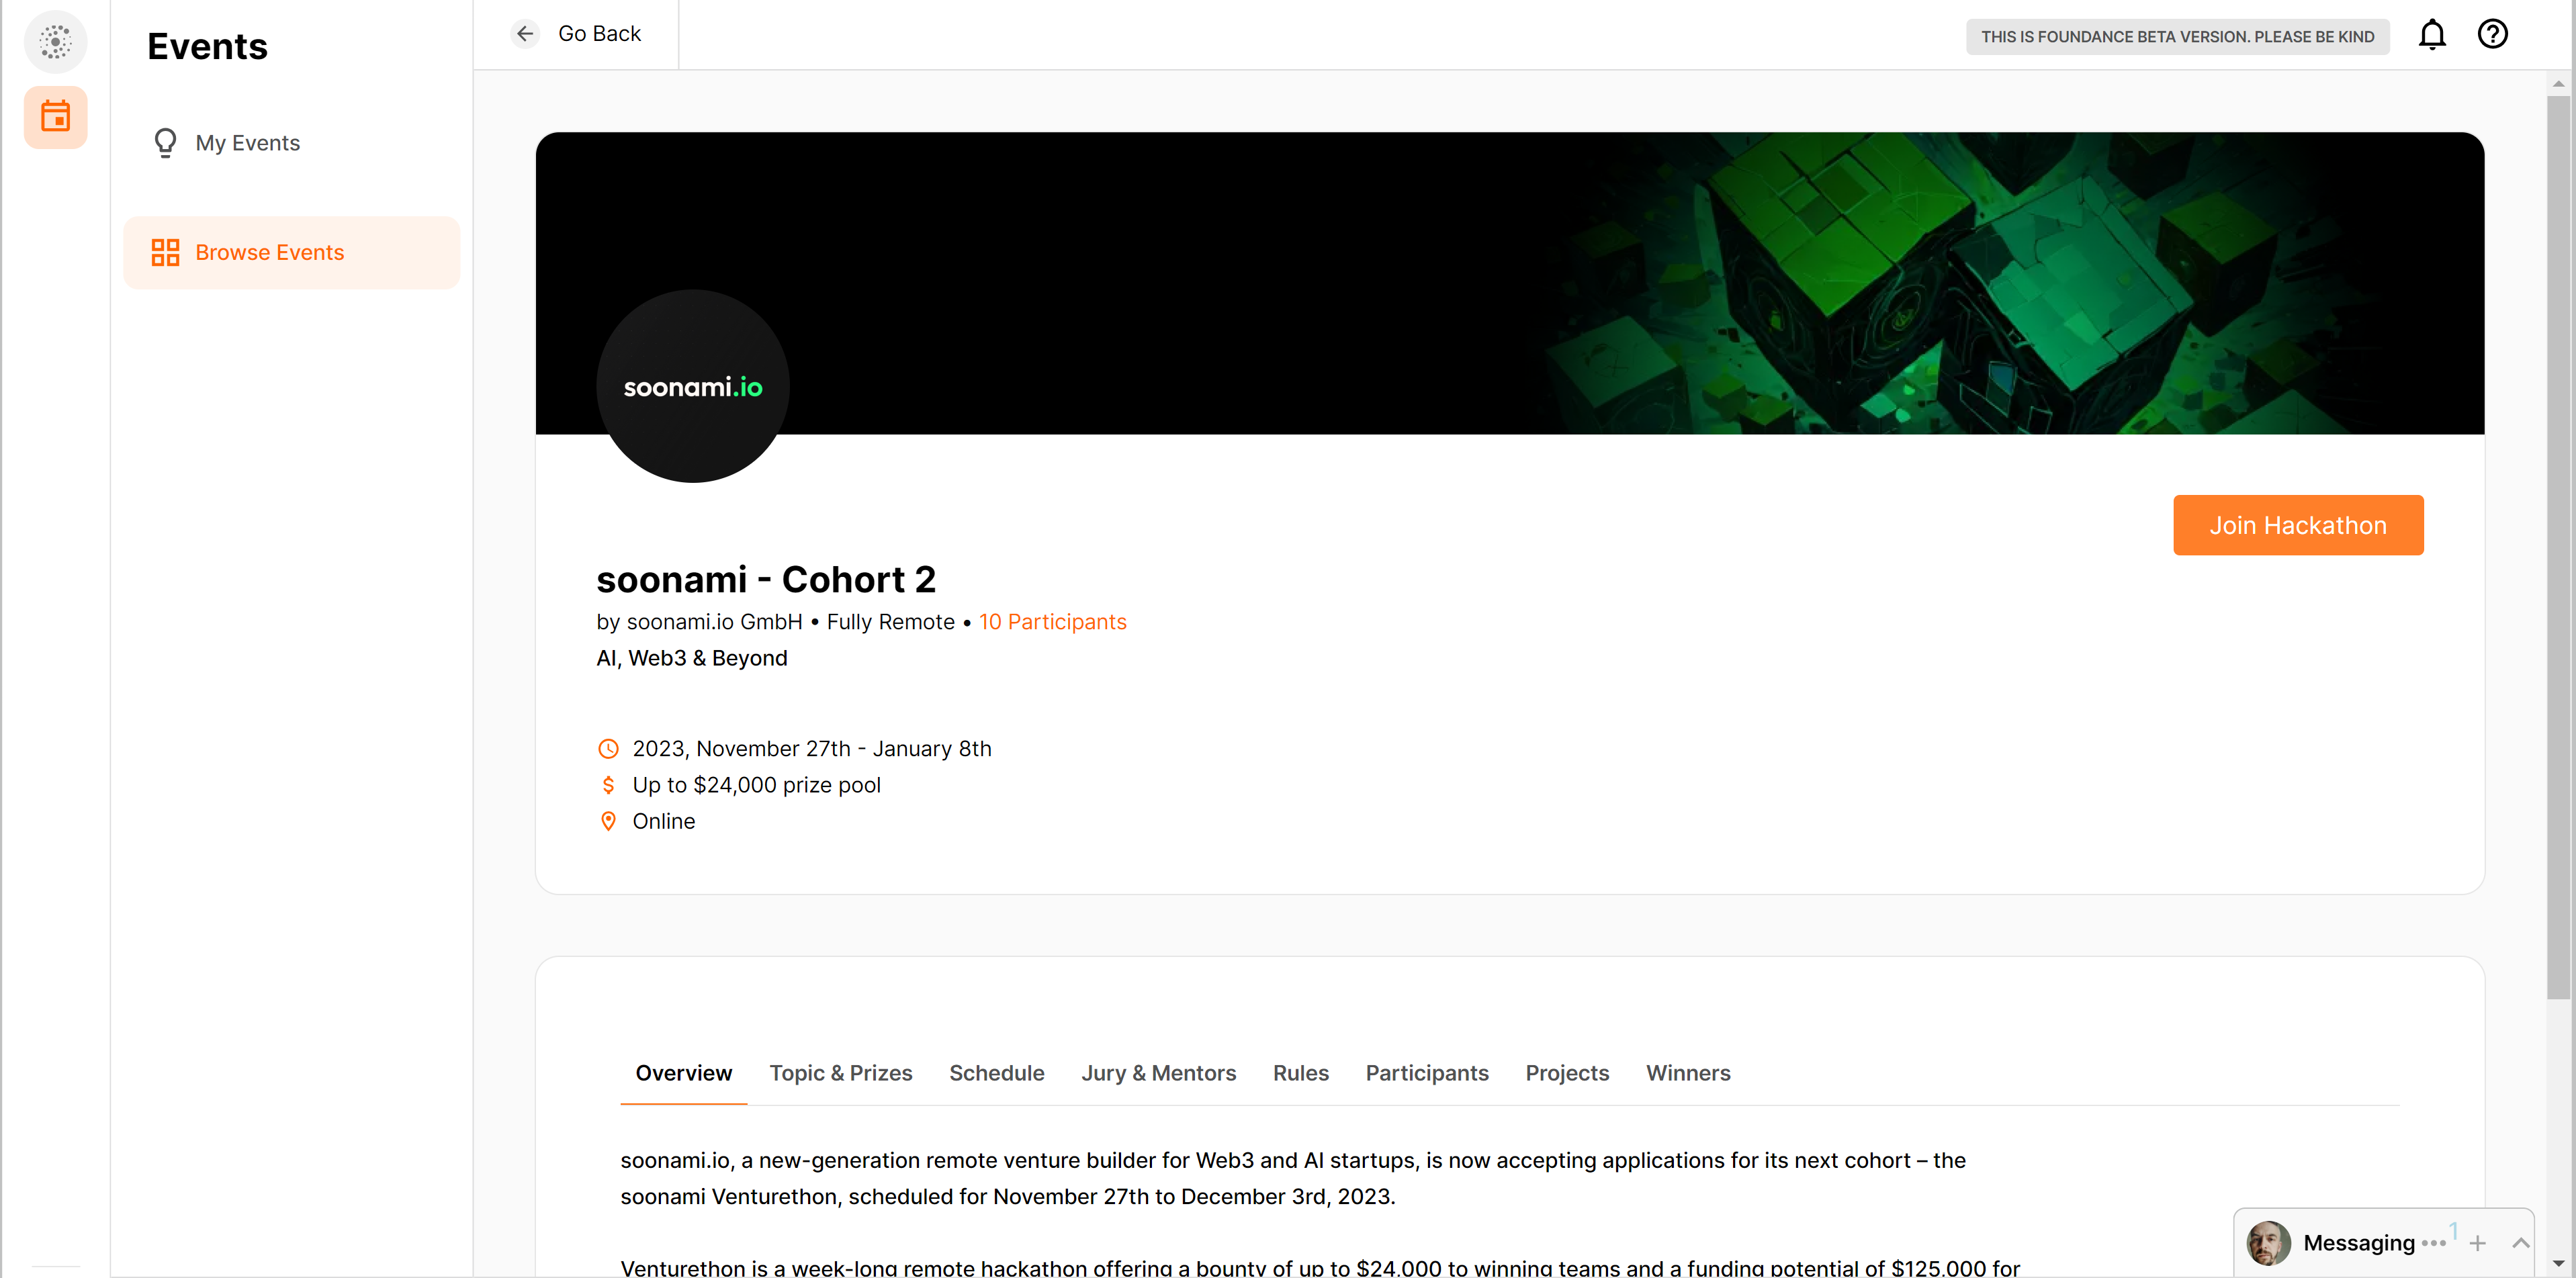 Events
My Events
Browse Events
Go Back
THIS IS FOUNDANCE BETA VERSION. PLEASE BE KIND
soonami.io
Join Hackathon
soonami - Cohort 2
by soonami.io GmbH • Fully Remote • 10 Participants
AI, Web3 & Beyond
2023, November 27th - January 8th
Up to $24,000 prize pool
Online
Overview Topic & Prizes Schedule Jury & Mentors Rules Participants Projects Winners
soonami.io, a new-generation remote venture builder for Web3 and AI startups, is now accepting applications for its next cohort – the
soonami Venturethon, scheduled for November 27th to December 3rd, 2023.
Venturethon is a week-long remote hackathon offering a bounty of up to $24,000 to winning teams and a funding potential of $125,000 for
Messaging 1